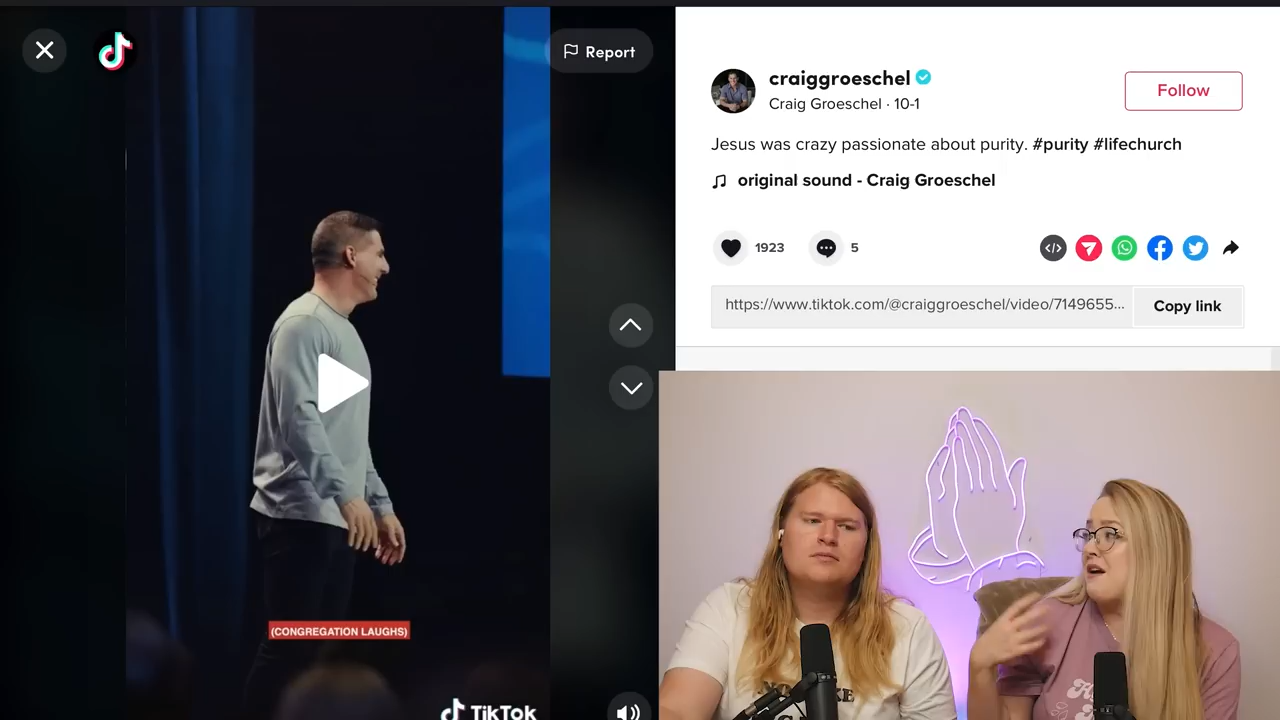 Report
craiggroeschel
Craig Groeschel · 10-1
Follow
Jesus was crazy passionate about purity. #purity #lifechurch
original sound - Craig Groeschel
1923
5
https://www.tiktok.com/@craiggroeschel/video/7149655...
Copy link
(CONGREGATION LAUGHS)
TikTok